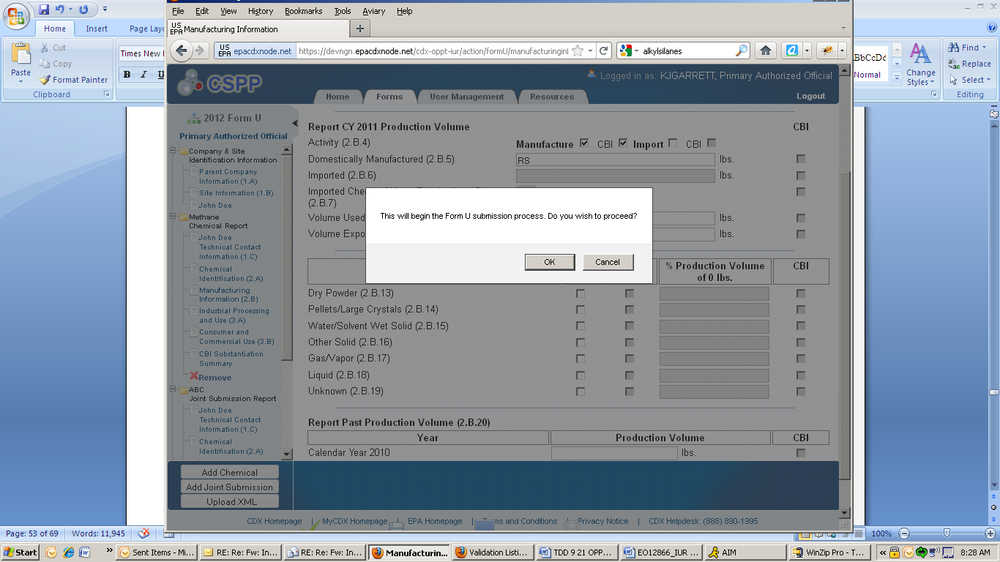 File Edit View History Bookmarks Tools Aviary Help
US EPA Manufacturing Information
Home Insert Page Layo
Cut
Copy
Format Painter
Paste
Clipboard
Times New
B I
US EPA epacdxnode.net https://devngn.epacdxnode.net/cdx-oppt-iur/action/formU/manufacturingin
alkylsilanes
BbCcDc
Normal
Change Styles
Find
Replace
Select
Editing
CSPP
Logged in as: KJGARRETT, Primary Authorized Official
Home Forms User Management Resources Logout
2012 Form U
Primary Authorized Official
Company & Site
Identification Information
Parent Company
Information (1.A)
Site Information (1.B)
John Doe
Methane
Chemical Report
John Doe
Technical Contact
Information (1.C)
Chemical
Identification (2.A)
Manufacturing
Information (2.B)
Industrial Processing
and Use (3.A)
Consumer and
Commercial Use (3.B)
CBI Substantiation
Summary
Remove
ABC
Joint Submission Report
John Doe
Technical Contact
Information (1.C)
Chemical
Identification (2.A)
Add Chemical
Add Joint Submission
Upload XML
Report CY 2011 Production Volume CBI
Activity (2.B.4) Manufacture CBI Import CBI
Domestically Manufactured (2.B.5) RS lbs.
Imported (2.B.6) lbs.
Imported
(2.B.7)
Volume Used lbs.
Volume Expo lbs.
This will begin the Form U submission process. Do you wish to proceed?
OK Cancel
% Production Volume of 0 lbs. CBI
Dry Powder (2.B.13)
Pellets/Large Crystals (2.B.14)
Water/Solvent Wet Solid (2.B.15)
Other Solid (2.B.16)
Gas/Vapor (2.B.17)
Liquid (2.B.18)
Unknown (2.B.19)
Report Past Production Volume (2.B.20)
Year Production Volume CBI
Calendar Year 2010 lbs.
CDX Homepage | MyCDX Homepage | EPA Homepage | Terms and Conditions | Privacy Notice | CDX Helpdesk: (888) 890-1995
Page: 53 of 69 Words: 11,945 100%
Start
Sent Items - Mi...
RE: Re: Fw: In...
RE: Re: Fw: In...
Manufacturin...
Validation Listi...
TDD 9 21 OPP...
EO12866_IUR ...
AIM
WinZip Pro - T...
8:28 AM